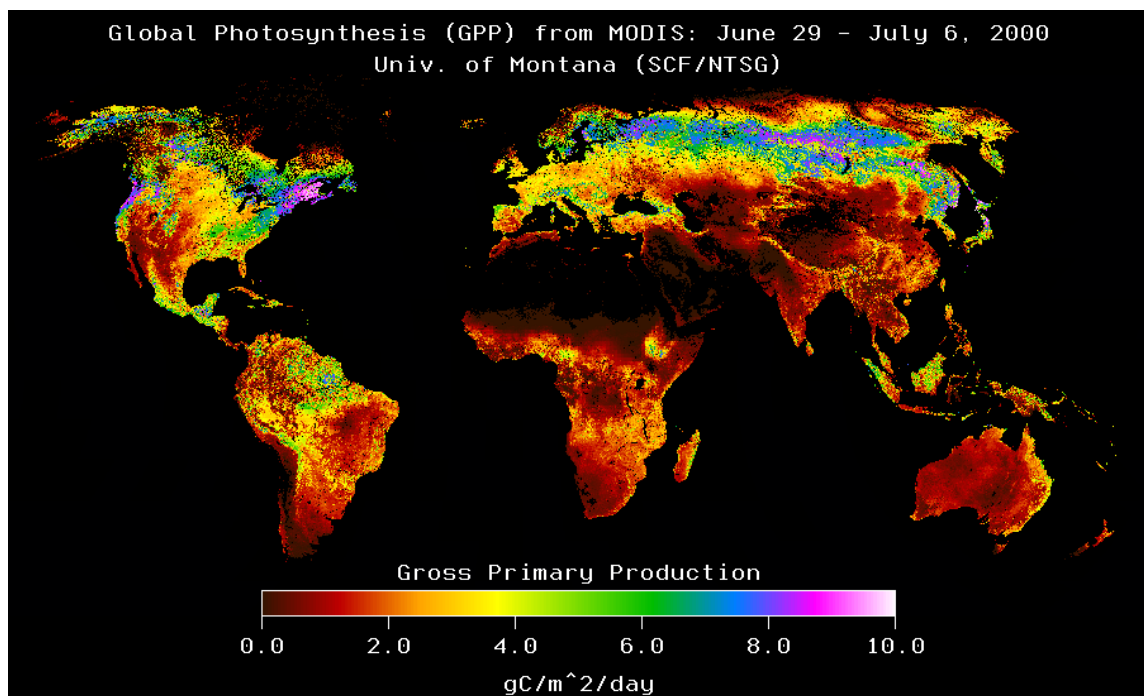 Global Photosynthesis (GPP) from MODIS: June 29 - July 6, 2000
Univ. of Montana (SCF/NTSG)
Gross Primary Production
0.0 2.0 4.0 6.0 8.0 10.0
gC/m^2/day